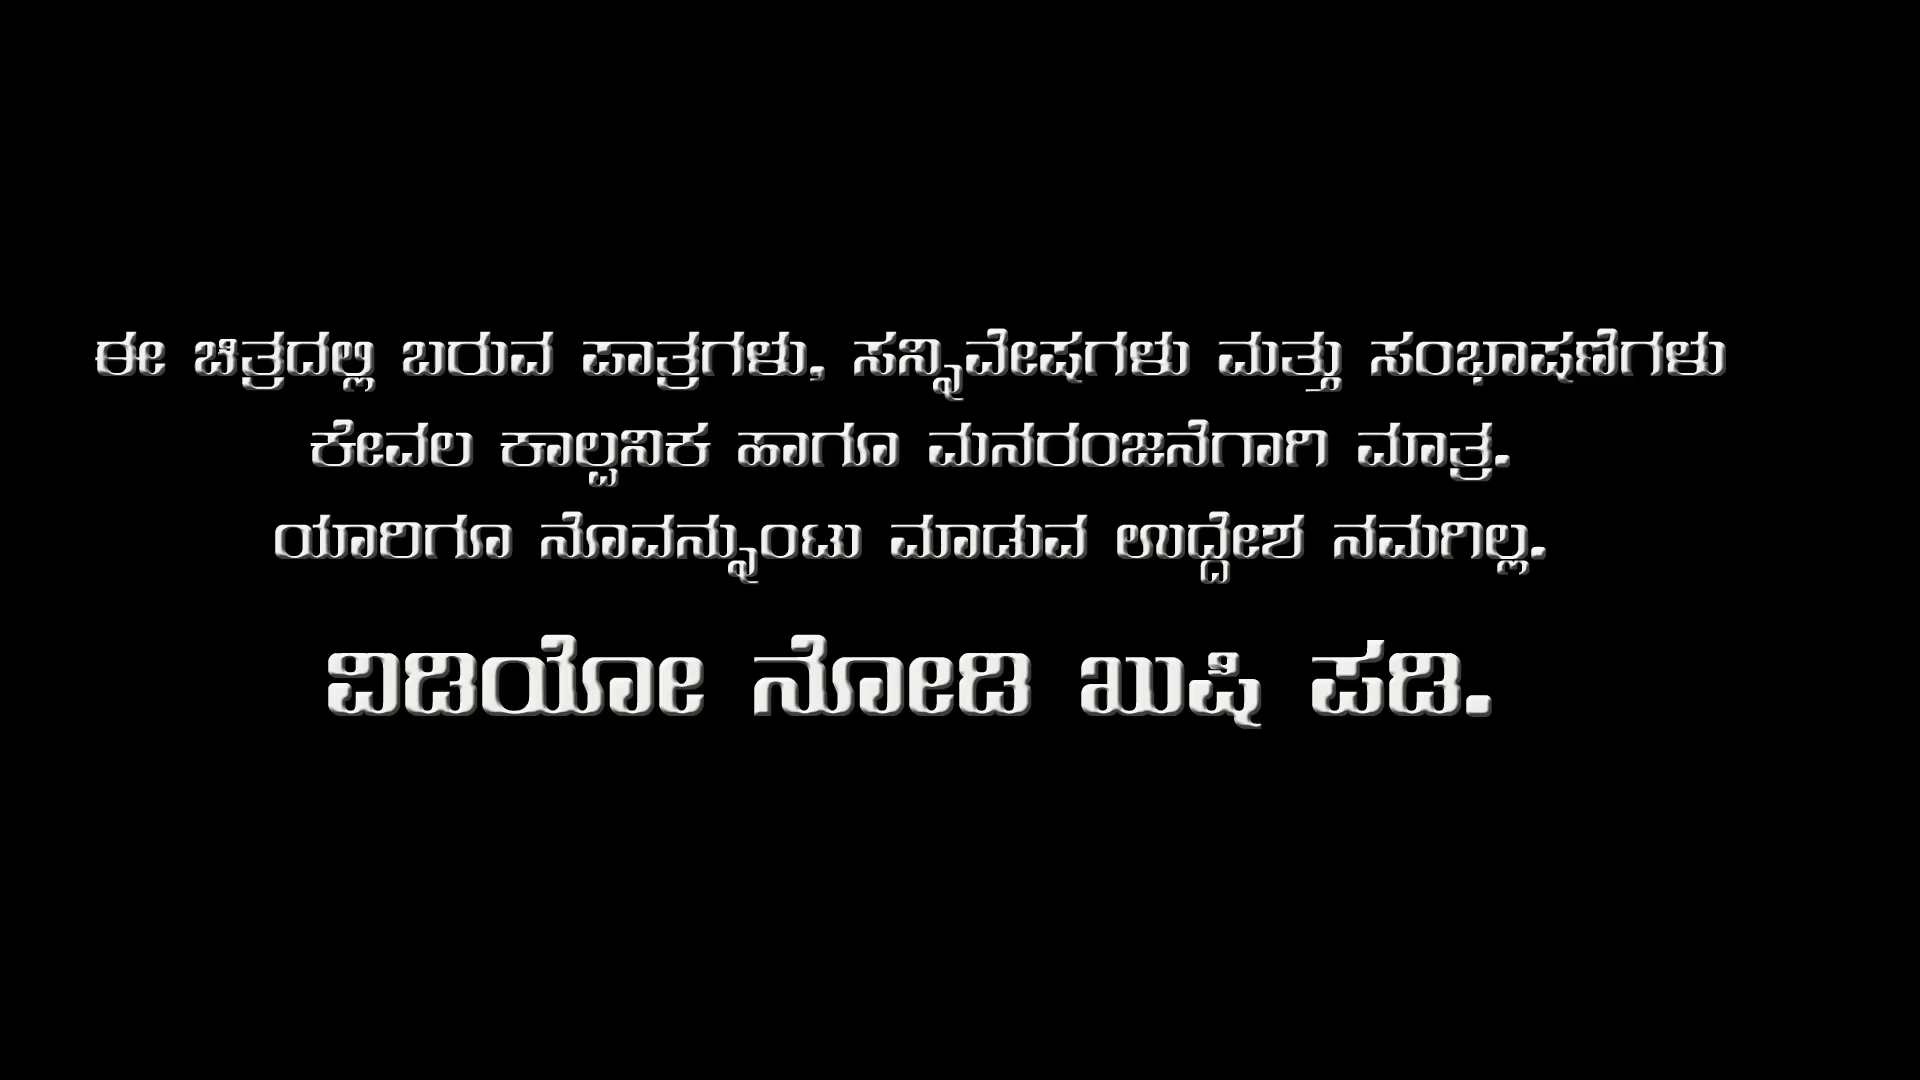 ಈ ಚಿತ್ರದಲ್ಲಿ ಬರುವ ಪಾತ್ರಗಳು, ಸನ್ನಿವೇಷಗಳು ಮತ್ತು ಸಂಭಾಷಣೆಗಳು
ಕೇವಲ ಕಾಲ್ಪನಿಕ ಹಾಗೂ ಮನರಂಜನೆಗಾಗಿ ಮಾತ್ರ.
ಯಾರಿಗೂ ನೊವನ್ನುಂಟು ಮಾಡುವ ಉದ್ದೇಶ ನಮಗಿಲ್ಲ.
ವಿಡಿಯೋ ನೋಡಿ ಖುಷಿ ಪಡಿ.